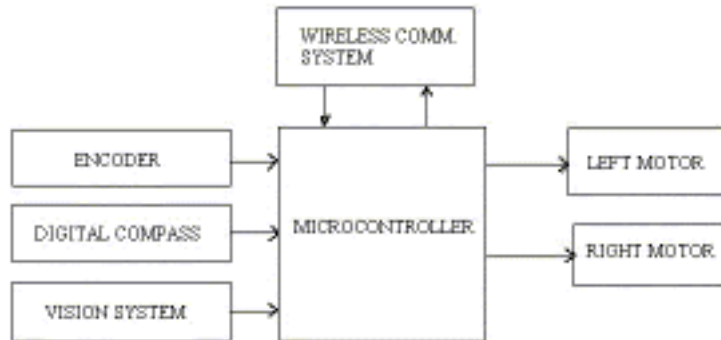 WIRELESS COMM.
SYSTEM
ENCODER
LEFT MOTOR
DIGITAL COMPASS
MICROCONTROLLER
RIGHT MOTOR
VISION SYSTEM